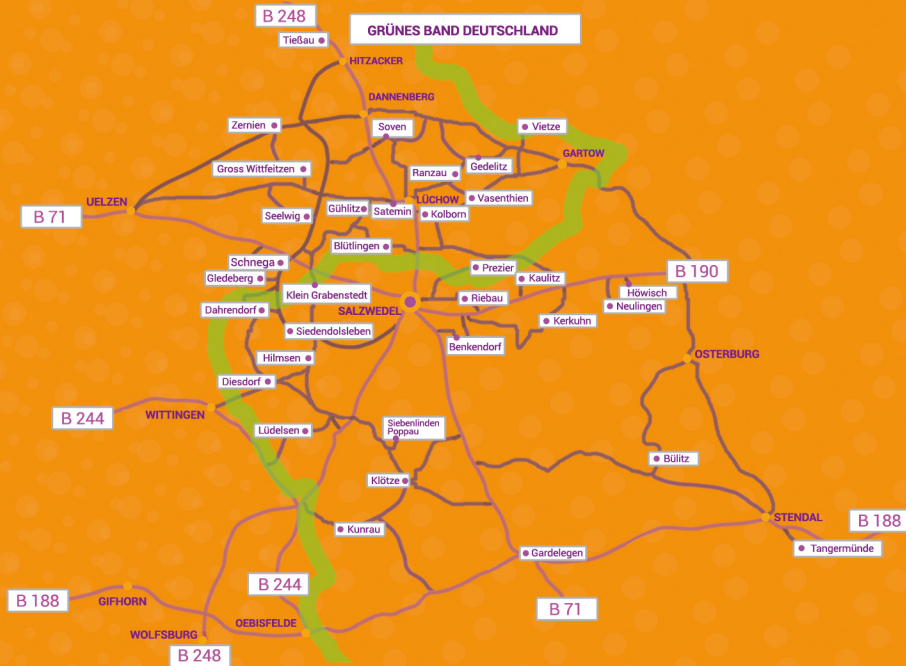 B 248
GRÜNES BAND DEUTSCHLAND
Tießau
HITZACKER
DANNENBERG
Zernien
Soven
Vietze
GARTOW
Gross Wittfeitzen
Ranzau
Gedelitz
UELZEN
B 71
Seelwig
Gühlitz
Satemin
LÜCHOW
Kolborn
Vasenthien
Blütlingen
Schnega
Prezier
Kaulitz
B 190
Gledeberg
Klein Grabenstedt
Riebau
Höwisch
Neulingen
Dahrendorf
SALZWEDEL
Kerkuhn
Siedendolsleben
Benkendorf
Hilmsen
OSTERBURG
Diesdorf
B 244
WITTINGEN
Lüdelsen
Siebenlinden
Poppau
Bülitz
Klötze
STENDAL
B 188
Kunrau
Gardelegen
Tangermünde
B 188
GIFHORN
B 244
B 71
OEBISFELDE
WOLFSBURG
B 248